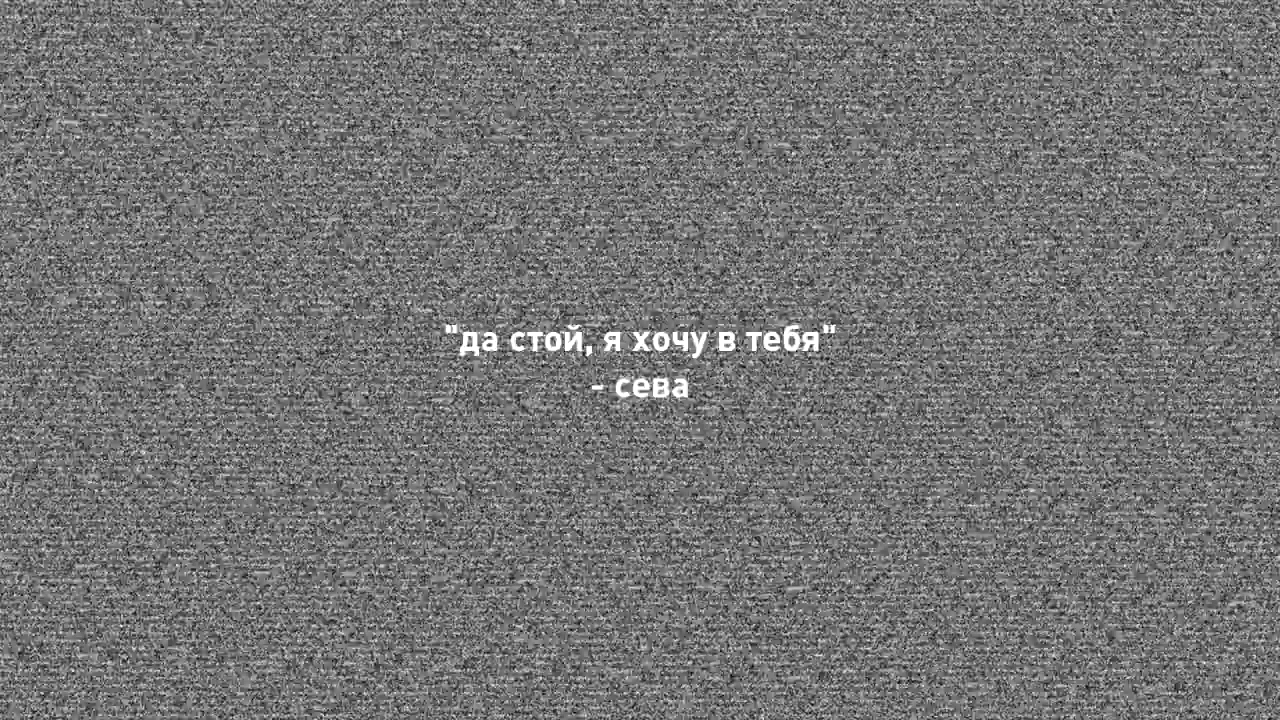 "да стой, я хочу в тебя"
- сева